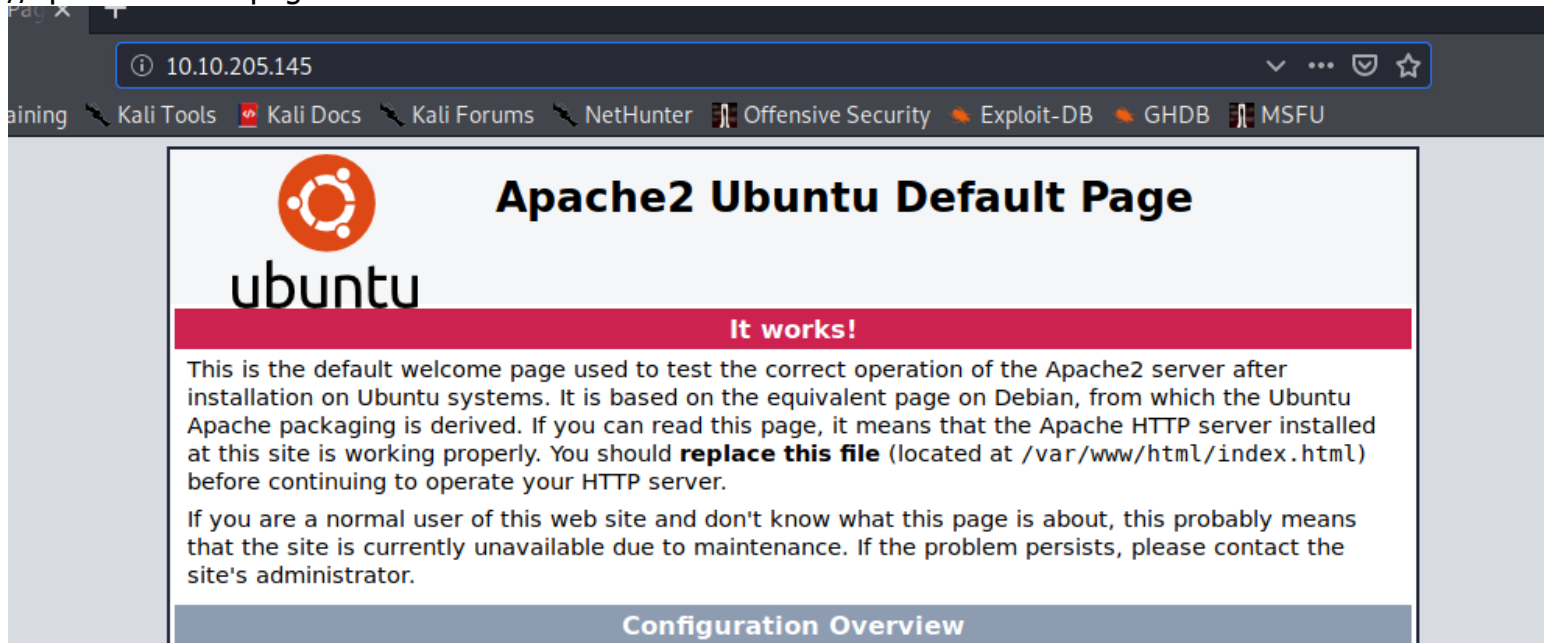 10.10.205.145
aining Kali Tools Kali Docs Kali Forums NetHunter Offensive Security Exploit-DB GHDB MSFU
Apache2 Ubuntu Default Page
ubuntu
It works!
This is the default welcome page used to test the correct operation of the Apache2 server after
installation on Ubuntu systems. It is based on the equivalent page on Debian, from which the Ubuntu
Apache packaging is derived. If you can read this page, it means that the Apache HTTP server installed
at this site is working properly. You should replace this file (located at /var/www/html/index.html)
before continuing to operate your HTTP server.
If you are a normal user of this web site and don't know what this page is about, this probably means
that the site is currently unavailable due to maintenance. If the problem persists, please contact the
site's administrator.
Configuration Overview